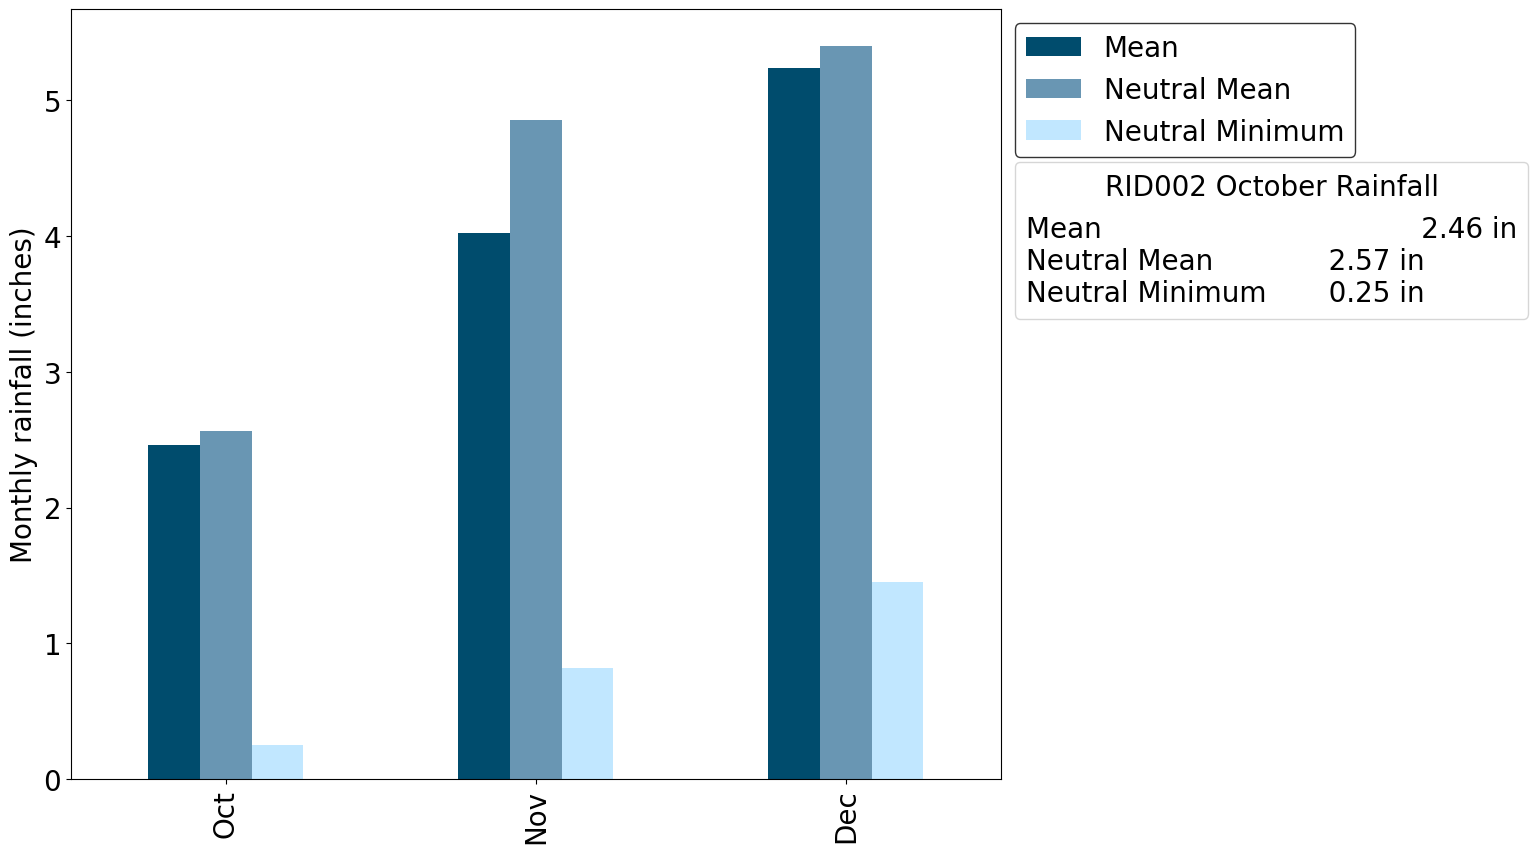 Monthly rainfall (inches)
5
4
3
2
1
0
Oct
Nov
Dec
Mean
Neutral Mean
Neutral Minimum
RID002 October Rainfall
Mean 2.46 in
Neutral Mean 2.57 in
Neutral Minimum 0.25 in